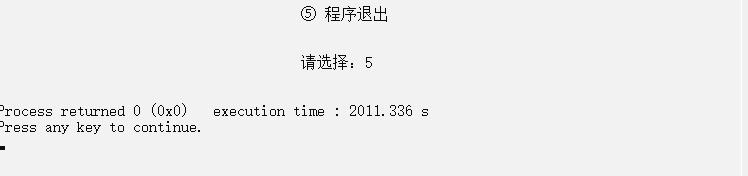 ⑤ 程序退出
请选择：5
Process returned 0 (0x0)   execution time : 2011.336 s
Press any key to continue.